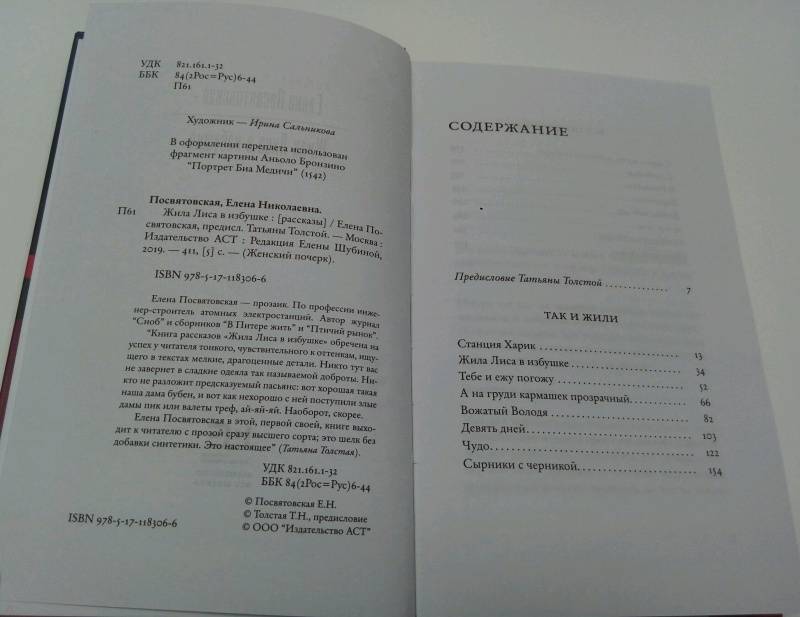 УДК 821.161.1-32
ББК 84(2Рос=Рус)6-44
П61
Художник — Ирина Сальникова
В оформлении переплета использован
фрагмент картины Аньоло Бронзино
"Портрет Биа Медичи" (1542)
Посвятовская, Елена Николаевна.
П61 Жила Лиса в избушке : [рассказы] / Елена По-
святовская, предисл. Татьяны Толстой. — Москва :
Издательство АСТ : Редакция Елены Шубиной,
2019. — 411, [5] с. — (Женский почерк).
ISBN 978-5-17-118306-6
Елена Посвятовская — прозаик. По профессии инже-
нер-строитель атомных электростанций. Автор журнала
"Сноб" и сборников "В Питере жить" и "Птичий рынок".
"Книга рассказов «Жила Лиса в избушке» обречена на
успех у читателя тонкого, чувствительного к оттенкам, ищу-
щего в текстах мелкие, драгоценные детали. Никто тут вас
не завернет в сладкие одеяла так называемой доброты. Ни-
кто не разложит предсказуемый пасьянс: вот хорошая такая
наша дама бубен, и вот как нехорошо с ней поступили злые
дамы пик или валеты треф, ай-яй-яй. Наоборот, скорее.
Елена Посвятовская в этой, первой своей, книге выхо-
дит к читателю с прозой сразу высшего сорта; это шелк без
добавки синтетики. Это настоящее" (Татьяна Толстая).
УДК 821.161.1-32
ББК 84(2Рос=Рус)6-44
© Посвятовская Е.Н.
© Толстая Т.Н., предисловие
ISBN 978-5-17-118306-6 © ООО "Издательство АСТ"
СОДЕРЖАНИЕ
Предисловие Татьяны Толстой 7
ТАК И ЖИЛИ
Станция Харик 13
Жила Лиса в избушке 34
Тебе и ежу погожу 52
А на груди кармашек прозрачный 66
Вожатый Володя 82
Девять дней 103
Чудо 122
Сырники с черникой 154